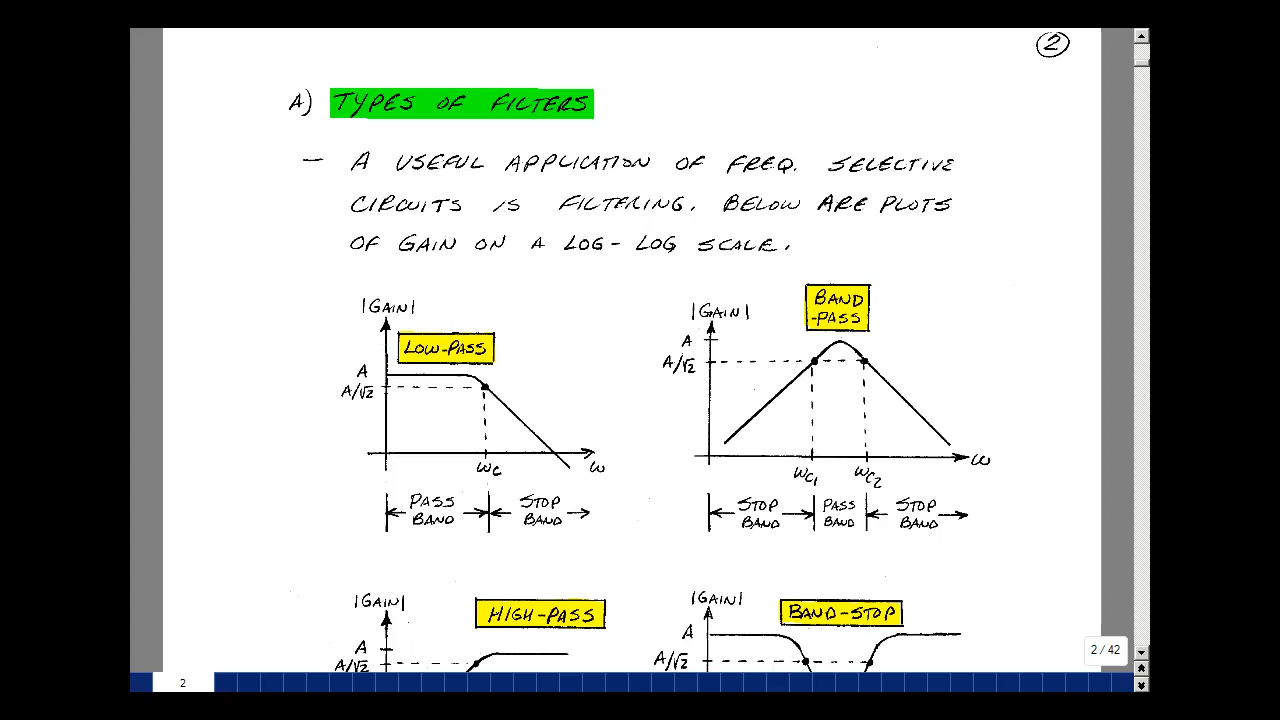 2
A) TYPES OF FILTERS
— A USEFUL APPLICATION OF FREQ. SELECTIVE
CIRCUITS IS FILTERING. BELOW ARE PLOTS
OF GAIN ON A LOG-LOG SCALE.
|GAIN|
LOW-PASS
A
A/√2
ωc
ω
PASS BAND
STOP BAND
|GAIN|
BAND
-PASS
A
A/√2
ωc1
ωc2
ω
STOP BAND
PASS BAND
STOP BAND
|GAIN|
HIGH-PASS
A
A/√2
|GAIN|
BAND-STOP
A
A/√2
2 / 42
2